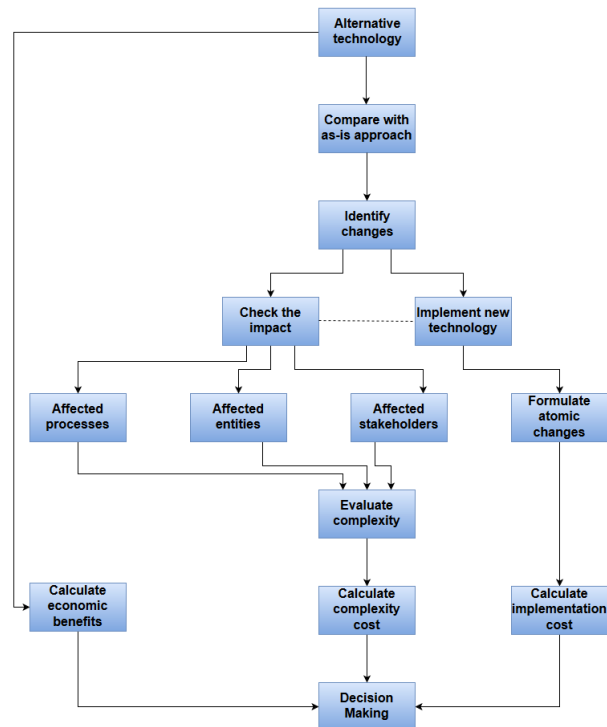 Alternative
technology
Compare with
as-is approach
Identify
changes
Check the
impact
Implement new
technology
Affected
processes
Affected
entities
Affected
stakeholders
Formulate
atomic
changes
Evaluate
complexity
Calculate
economic
benefits
Calculate
complexity
cost
Calculate
implementation
cost
Decision
Making